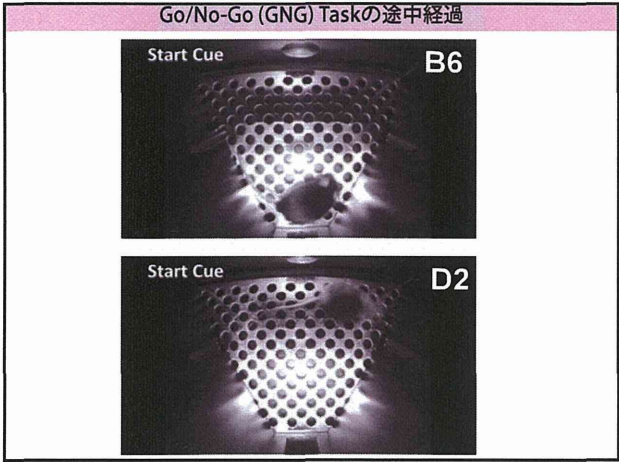 Go/No-Go (GNG) Taskの途中経過
Start Cue
B6
Start Cue
D2